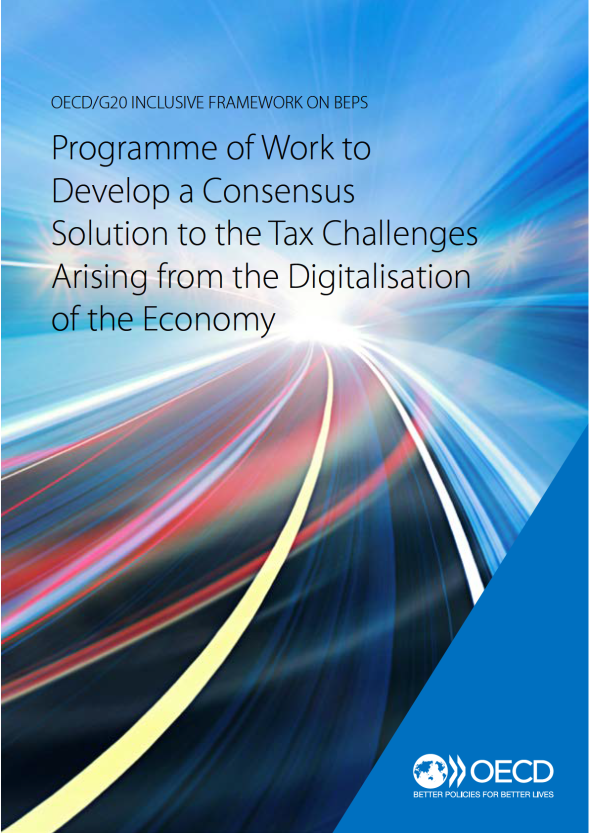 OECD/G20 INCLUSIVE FRAMEWORK ON BEPS
Programme of Work to
Develop a Consensus
Solution to the Tax Challenges
Arising from the Digitalisation
of the Economy
OECD
BETTER POLICIES FOR BETTER LIVES